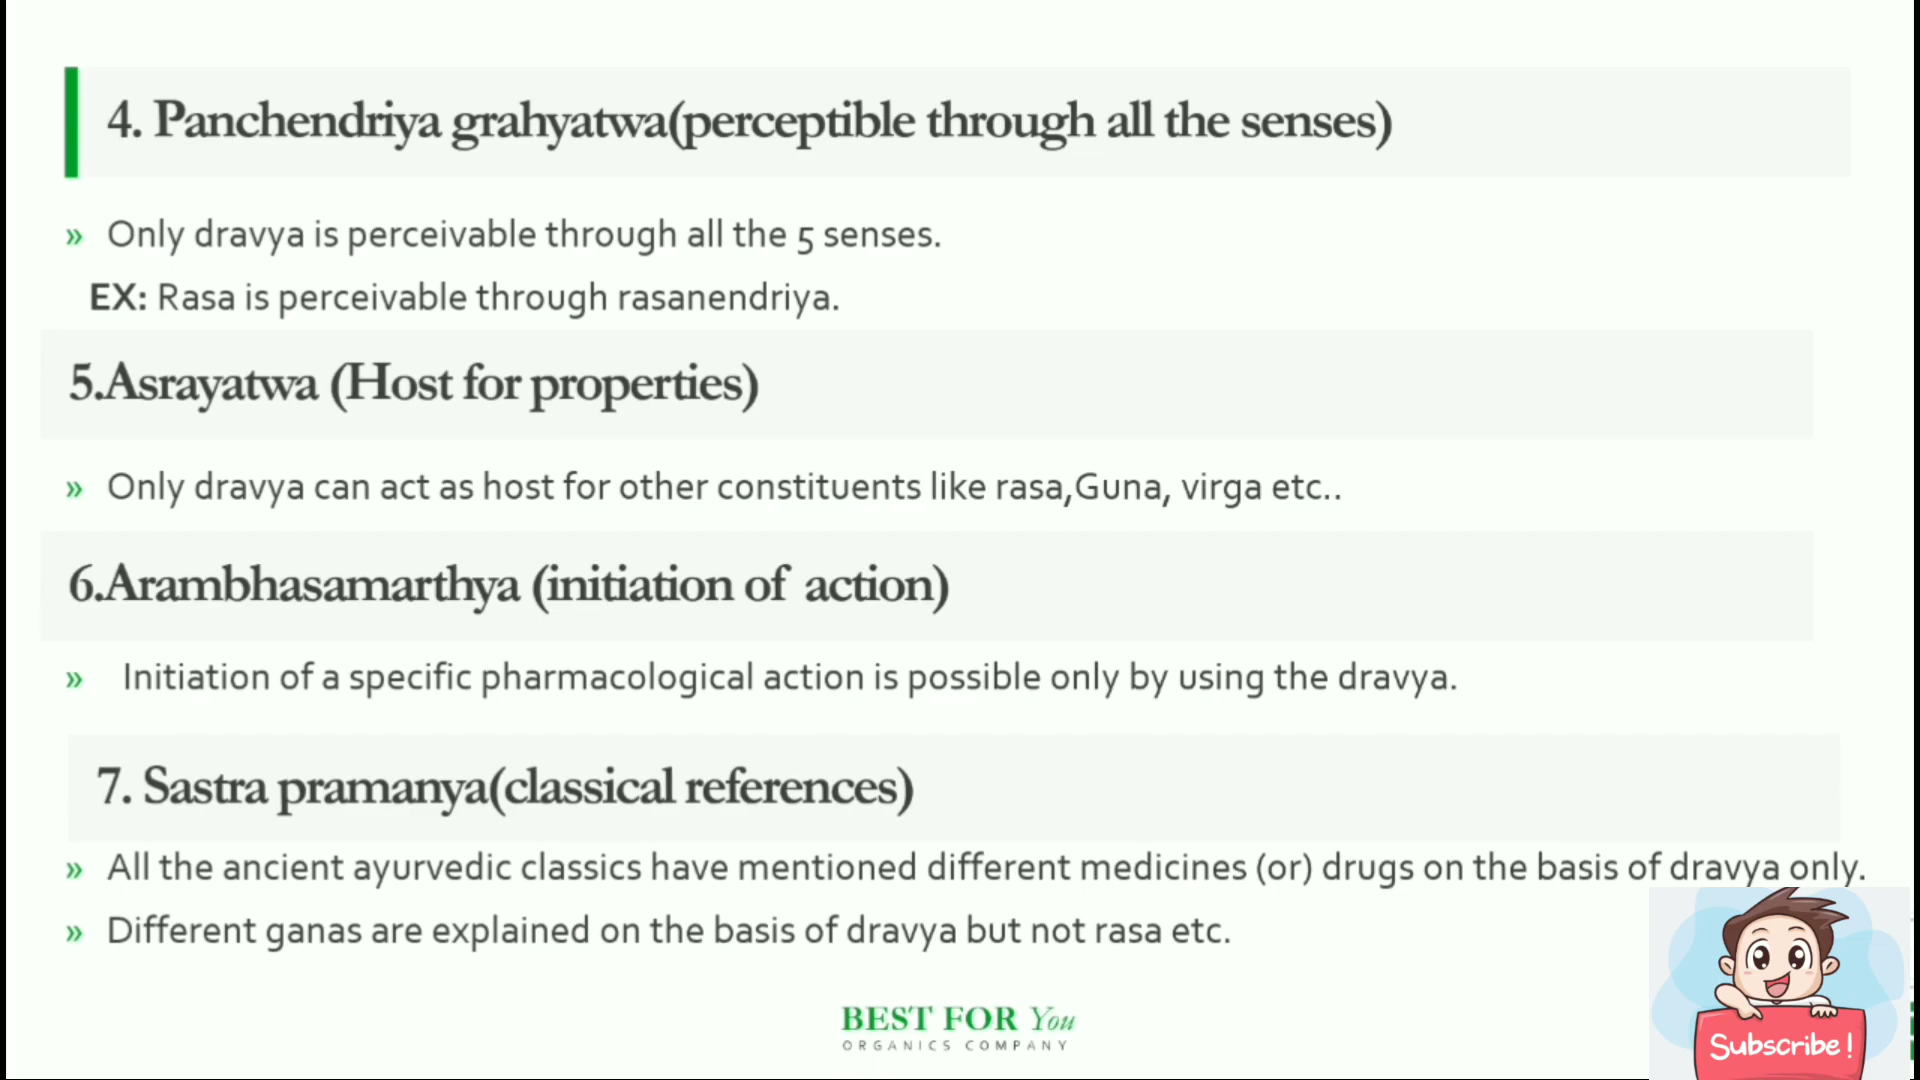 4. Panchendriya grahyatwa(perceptible through all the senses)
» Only dravya is perceivable through all the 5 senses.
EX: Rasa is perceivable through rasanendriya.
5.Asrayatwa (Host for properties)
» Only dravya can act as host for other constituents like rasa,Guna, virga etc..
6.Arambhasamarthya (initiation of action)
» Initiation of a specific pharmacological action is possible only by using the dravya.
7. Sastra pramanya(classical references)
» All the ancient ayurvedic classics have mentioned different medicines (or) drugs on the basis of dravya only.
» Different ganas are explained on the basis of dravya but not rasa etc.
BEST FOR You
ORGANICS COMPANY
Subscribe!